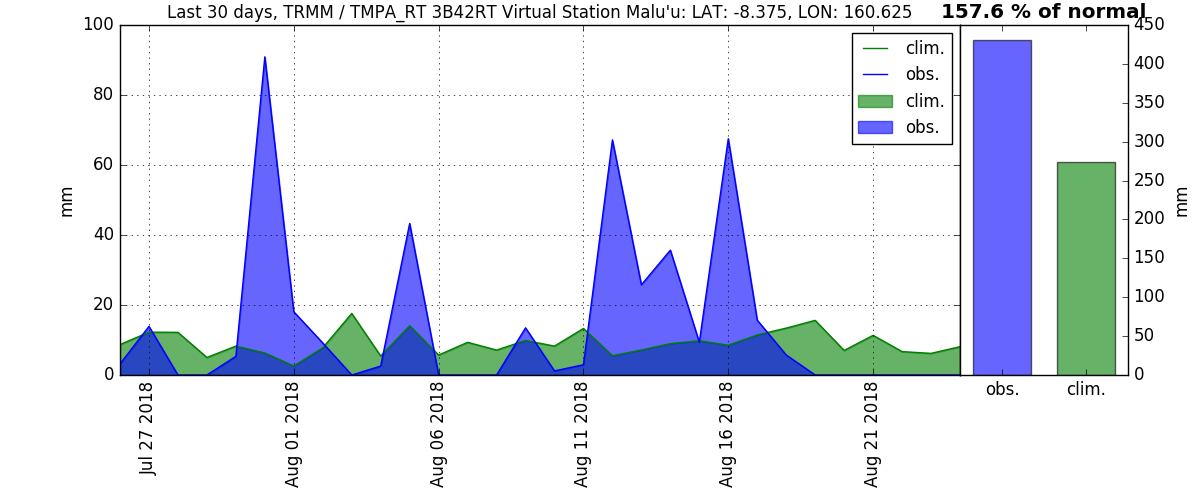 Last 30 days, TRMM / TMPA_RT 3B42RT Virtual Station Malu'u: LAT: -8.375, LON: 160.625
157.6 % of normal
mm
100
80
60
40
20
0
Jul 27 2018
Aug 01 2018
Aug 06 2018
Aug 11 2018
Aug 16 2018
Aug 21 2018
clim.
obs.
clim.
obs.
450
400
350
300
250
200
150
100
50
0
mm
obs.
clim.